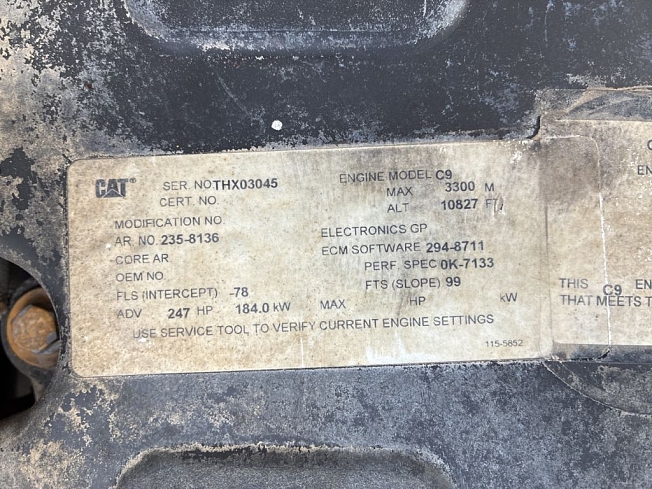 CAT®
SER. NO THX03045
CERT. NO.
ENGINE MODEL C9
MAX 3300 M
ALT 10827 FT
MODIFICATION NO.
AR. NO. 235-8136
CORE AR
OEM NO.
ELECTRONICS GP
ECM SOFTWARE 294-8711
PERF. SPEC 0K-7133
FLS (INTERCEPT) -78
FTS (SLOPE) 99
ADV 247 HP 184.0 kW MAX HP kW
USE SERVICE TOOL TO VERIFY CURRENT ENGINE SETTINGS
115-5852
THIS C9 EN
THAT MEETS T